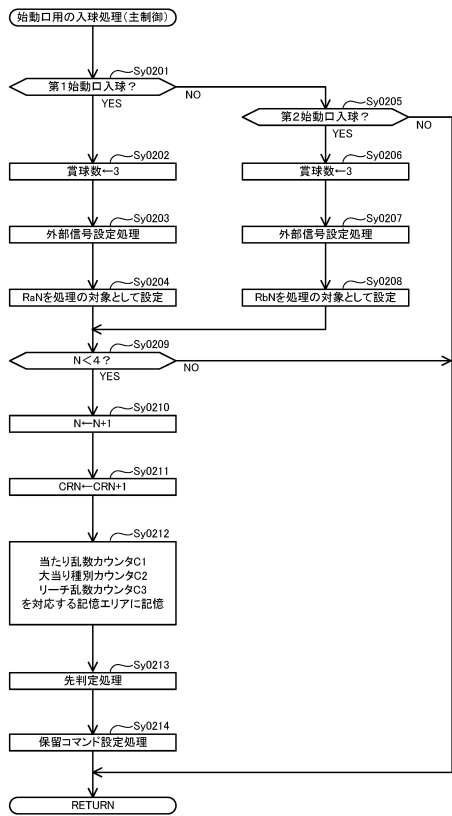 始動口用の入球処理（主制御）
Sy0201
第１始動口入球？
NO
YES
Sy0205
第２始動口入球？
NO
YES
Sy0202
賞球数←3
Sy0206
賞球数←3
Sy0203
外部信号設定処理
Sy0207
外部信号設定処理
Sy0204
RaNを処理の対象として設定
Sy0208
RbNを処理の対象として設定
Sy0209
N＜４？
NO
YES
Sy0210
N←N+1
Sy0211
CRN←CRN+1
Sy0212
当たり乱数カウンタC1
大当り種別カウンタC2
リーチ乱数カウンタC3
を対応する記憶エリアに記憶
Sy0213
先判定処理
Sy0214
保留コマンド設定処理
RETURN